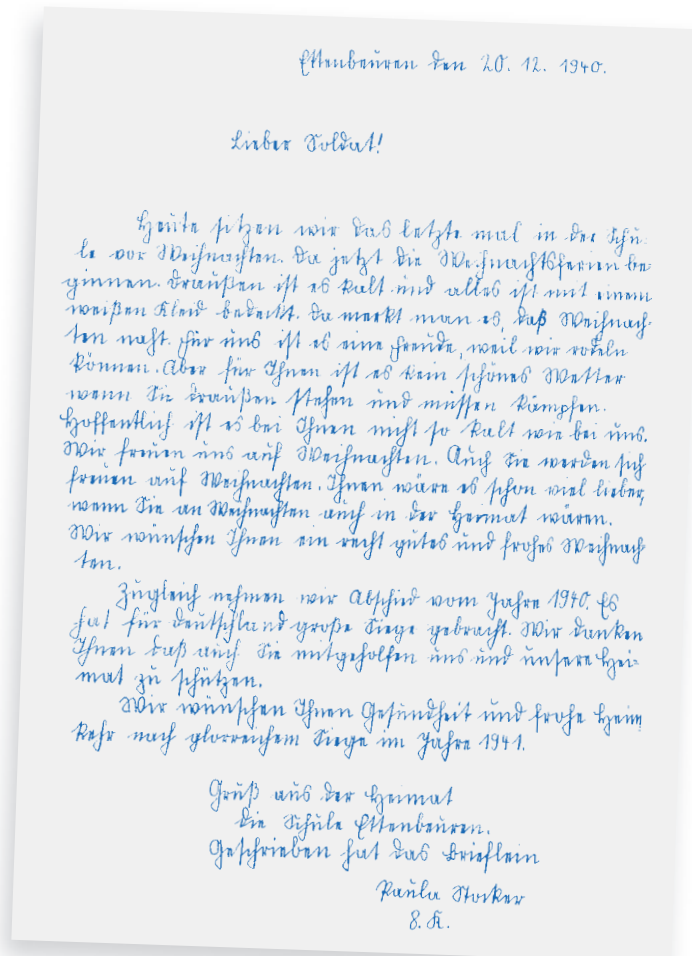 Ettenbeuren den 20. 12. 1940.
Lieber Soldat!
Heute sitzen wir das letzte mal in der Schu-
le vor Weihnachten. Da jetzt die Weihnachtsferien be-
ginnen. Draußen ist es kalt und alles ist mit einem
weißen Kleid bedeckt. Da merkt man es, daß Weihnach-
ten naht. Für uns ist es eine Freude, weil wir rodeln
können. Aber für Ihnen ist es kein schönes Wetter
wenn Sie draußen stehen und müssen kämpfen.
Hoffentlich ist es bei Ihnen nicht so kalt wie bei uns.
Wir freuen uns auf Weihnachten. Auch Sie werden sich
freuen auf Weihnachten. Ihnen wäre es schon viel lieber,
wenn Sie an Weihnachten auch in der Heimat wären.
Wir wünschen Ihnen ein recht gutes und frohes Weihnach-
ten.
Zugleich nehmen wir Abschied vom Jahre 1940. Es
hat für Deutschland große Siege gebracht. Wir danken
Ihnen daß auch Sie mitgeholfen uns und unsere Hei-
mat zu schützen.
Wir wünschen Ihnen Gesundheit und frohe Heim
kehr nach glorreichem Siege im Jahre 1941.
Gruß aus der Heimat
die Schule Ettenbeuren.
Geschrieben hat das Brieflein
Paula Stocker
8. K.